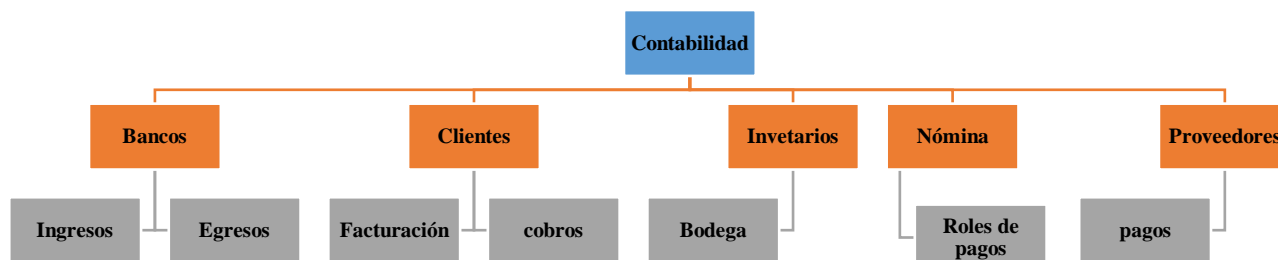 Contabilidad
Bancos
Clientes
Invetarios
Nómina
Proveedores
Ingresos
Egresos
Facturación
cobros
Bodega
Roles de
pagos
pagos